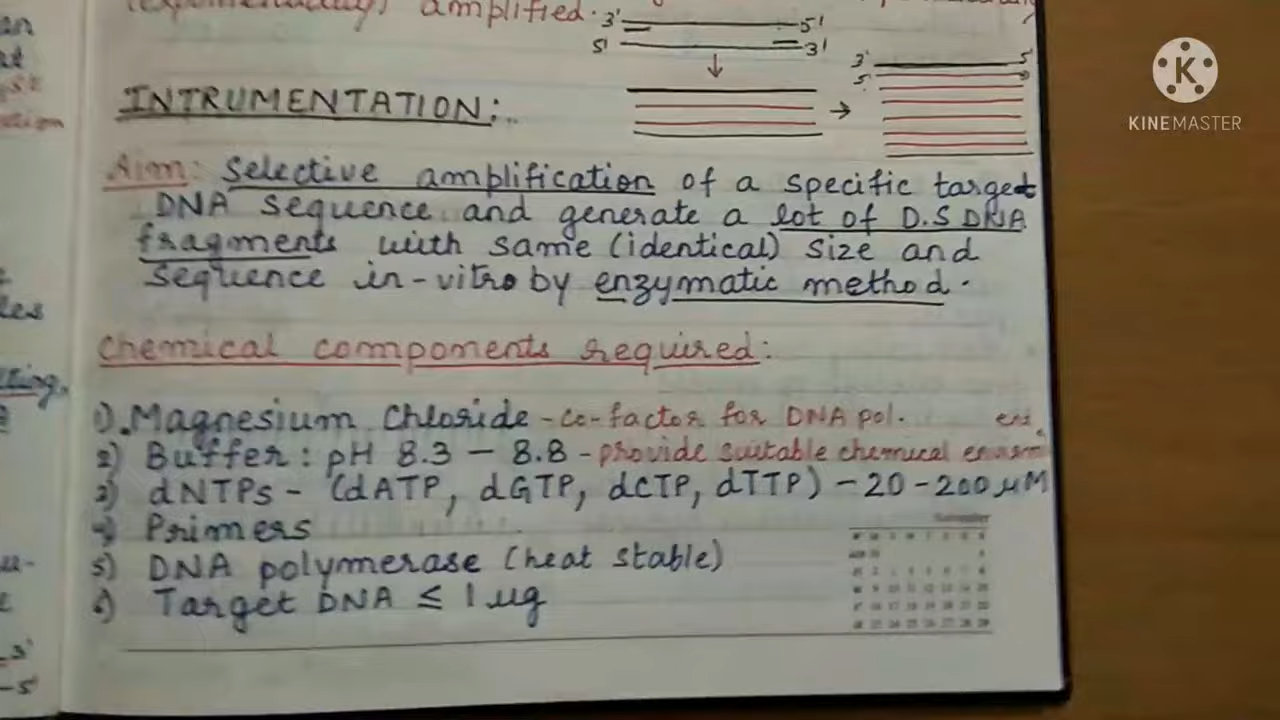 amplified.
3' 5'
5' 3'
3' 5'
5'
INTRUMENTATION:
Aim: Selective amplification of a specific target
DNA sequence and generate a lot of D.S DNA
fragments with same (identical) size and
sequence in-vitro by enzymatic method.
Chemical components required:
1). Magnesium Chloride - co-factor for DNA pol.
2) Buffer: pH 8.3 - 8.8 - provide suitable chemical
3) dNTPs - (dATP, dGTP, dCTP, dTTP) - 20-200 μM
4) Primers
5) DNA polymerase (heat stable)
6) Target DNA ≤ 1 μg
K
KINEMASTER